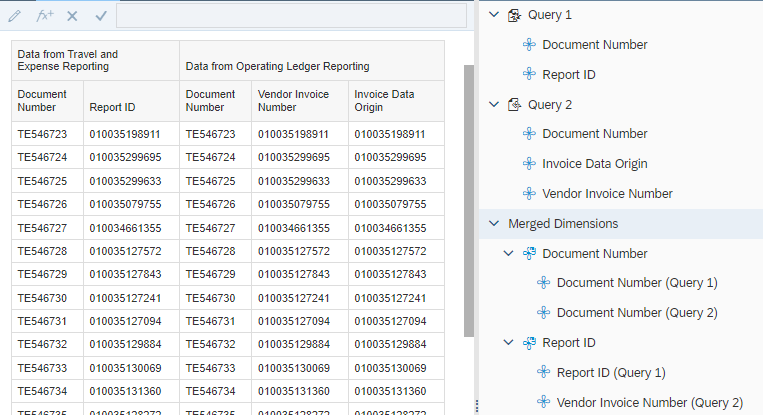 fx+
Data from Travel and
Expense Reporting
Data from Operating Ledger Reporting
Document
Number
Report ID
Document
Number
Vendor Invoice
Number
Invoice Data
Origin
TE546723 010035198911 TE546723 010035198911 010035198911
TE546724 010035299695 TE546724 010035299695 010035299695
TE546725 010035299633 TE546725 010035299633 010035299633
TE546726 010035079755 TE546726 010035079755 010035079755
TE546727 010034661355 TE546727 010034661355 010034661355
TE546728 010035127572 TE546728 010035127572 010035127572
TE546729 010035127843 TE546729 010035127843 010035127843
TE546730 010035127241 TE546730 010035127241 010035127241
TE546731 010035127094 TE546731 010035127094 010035127094
TE546732 010035129884 TE546732 010035129884 010035129884
TE546733 010035130069 TE546733 010035130069 010035130069
TE546734 010035131360 TE546734 010035131360 010035131360
TE546735 010035128272 TE546735 010035128272 010035128272
Query 1
Document Number
Report ID
Query 2
Document Number
Invoice Data Origin
Vendor Invoice Number
Merged Dimensions
Document Number
Document Number (Query 1)
Document Number (Query 2)
Report ID
Report ID (Query 1)
Vendor Invoice Number (Query 2)